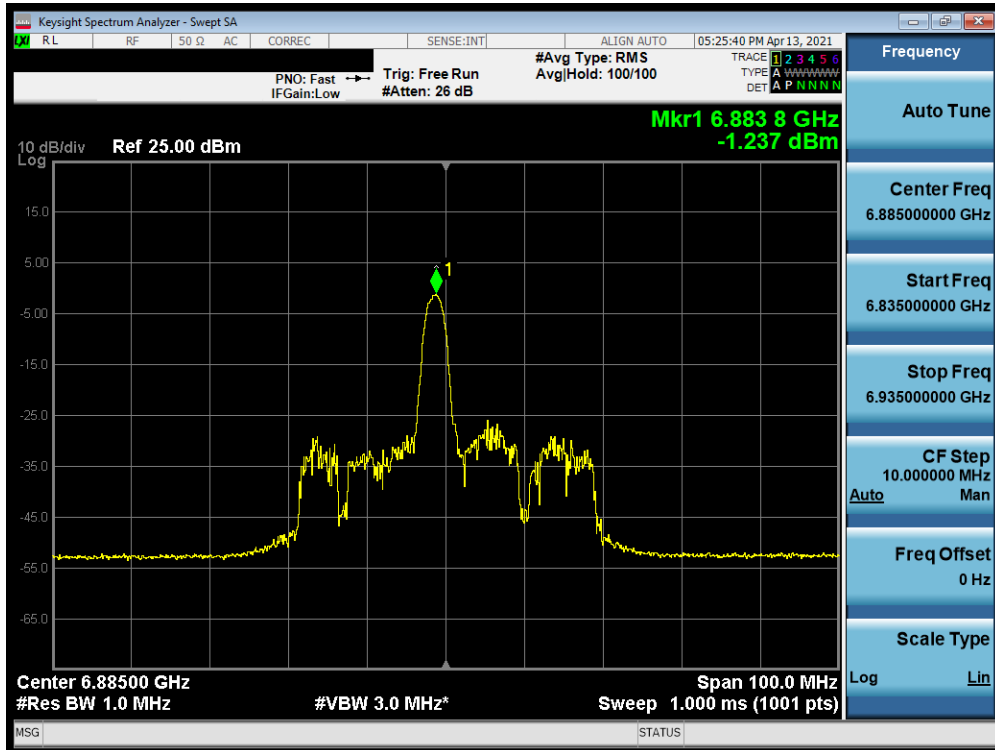 Keysight Spectrum Analyzer - Swept SA
LXI RL RF 50 Ω AC CORREC SENSE:INT ALIGN AUTO 05:25:40 PM Apr 13, 2021
PNO: Fast
IFGain:Low
Trig: Free Run
#Atten: 26 dB
#Avg Type: RMS
Avg|Hold: 100/100
TRACE 1 2 3 4 5 6
TYPE A WWWWW
DET A P N N N N
Mkr1 6.883 8 GHz
-1.237 dBm
10 dB/div Ref 25.00 dBm
Log
15.0
5.00
-5.00
-15.0
-25.0
-35.0
-45.0
-55.0
-65.0
1
Center 6.88500 GHz Span 100.0 MHz
#Res BW 1.0 MHz #VBW 3.0 MHz* Sweep 1.000 ms (1001 pts)
MSG STATUS
Frequency
Auto Tune
Center Freq
6.885000000 GHz
Start Freq
6.835000000 GHz
Stop Freq
6.935000000 GHz
CF Step
10.000000 MHz
Auto Man
Freq Offset
0 Hz
Scale Type
Log Lin